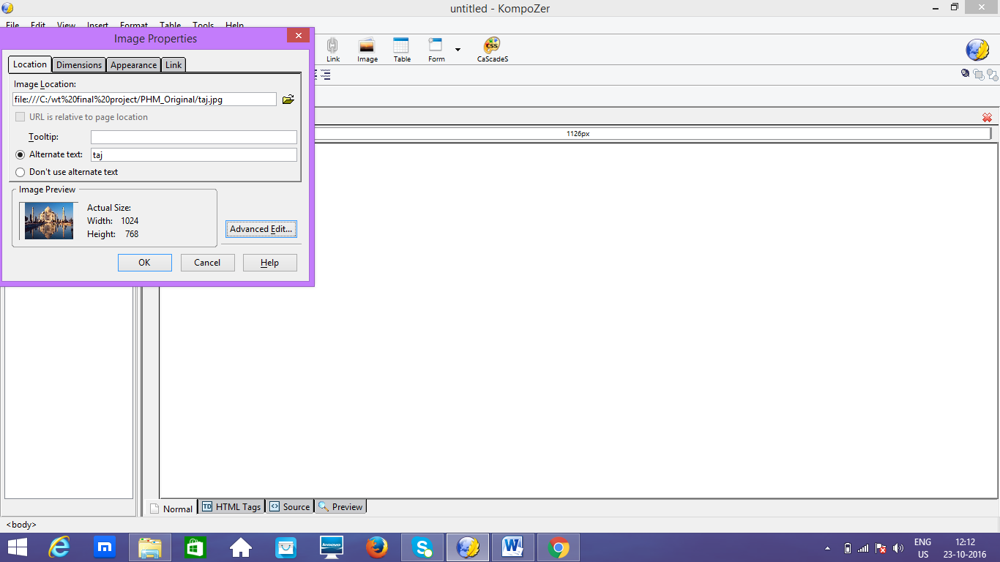 untitled - KompoZer
File Edit View Insert Format Table Tools Help
Image Properties
Link Image Table Form CaScadeS
CSS
Location Dimensions Appearance Link
Image Location:
file:///C:/wt%20final%20project/PHM_Original/taj.jpg
URL is relative to page location
1126px
Tooltip:
Alternate text: taj
Don't use alternate text
Image Preview
Actual Size:
Width: 1024
Height: 768
Advanced Edit...
OK Cancel Help
Normal TD HTML Tags Source Preview
<body>
lenovo
ENG
US
12:12
23-10-2016